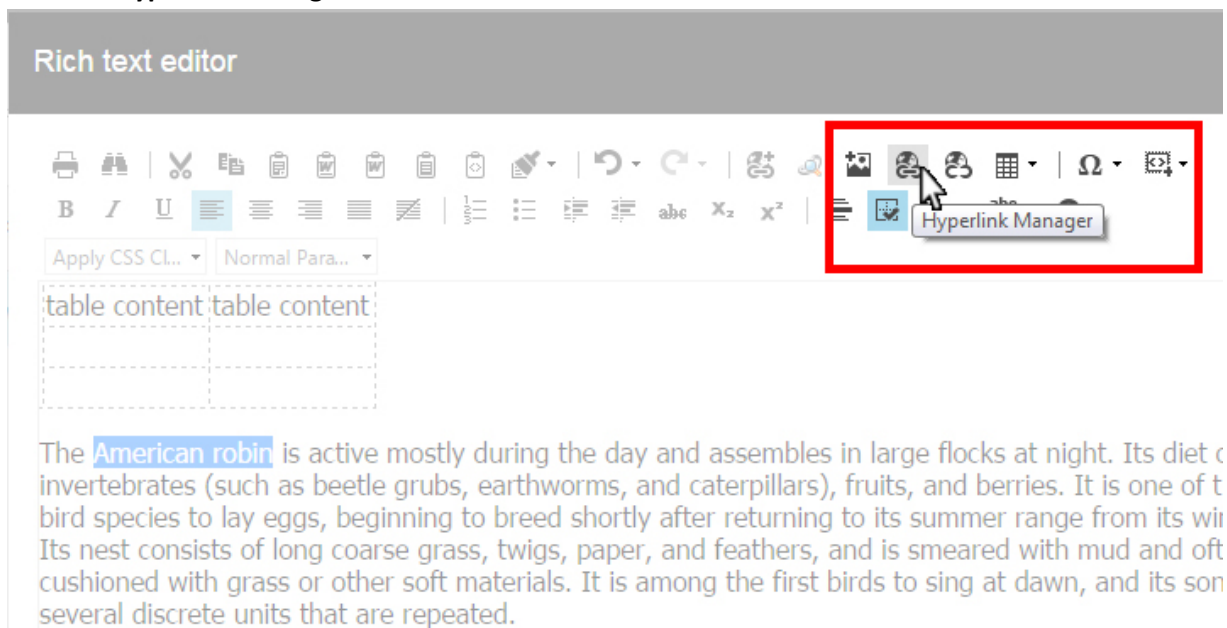 Rich text editor
B I U abc X₂ X² abc
Hyperlink Manager
Apply CSS Cl... Normal Para...
table content table content
The American robin is active mostly during the day and assembles in large flocks at night. Its diet
invertebrates (such as beetle grubs, earthworms, and caterpillars), fruits, and berries. It is one of
bird species to lay eggs, beginning to breed shortly after returning to its summer range from its
Its nest consists of long coarse grass, twigs, paper, and feathers, and is smeared with mud and
cushioned with grass or other soft materials. It is among the first birds to sing at dawn, and its
several discrete units that are repeated.